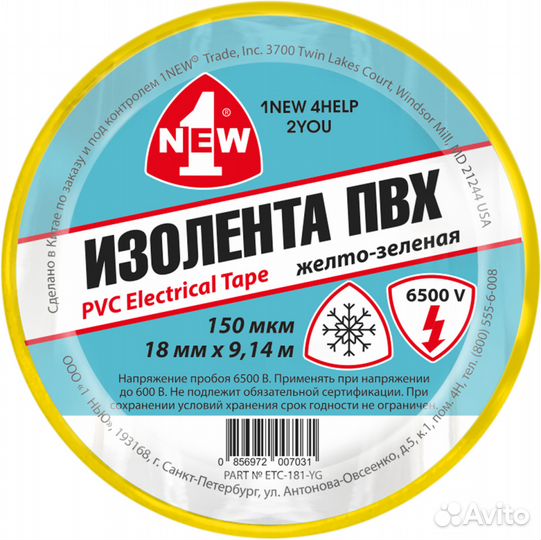 Сделано в Китае по заказу и под контролем 1NEW® Trade, Inc. 3700 Twin Lakes Court, Windsor Mill, MD 21244 USA
1
NEW
®
1NEW 4HELP
2YOU
ИЗОЛЕНТА ПВХ
PVC Electrical Tape
желто-зеленая
150 мкм
18 мм х 9,14 м
6500 V
Напряжение пробоя 6500 В. Применять при напряжении
до 600 В. Не подлежит обязательной сертификации. При
сохранении условий хранения срок годности не ограничен.
0 856972 007031
PART № ETC-181-YG
ООО "1 НЬЮ", 193168, г. Санкт-Петербург, ул. Антонова-Овсеенко, д.5, к.1, пом. 4Н, тел. (800) 555-6-008
Avito